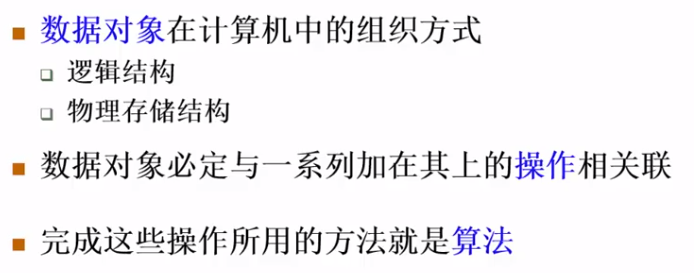 数据对象在计算机中的组织方式
逻辑结构
物理存储结构
数据对象必定与一系列加在其上的操作相关联
完成这些操作所用的方法就是算法